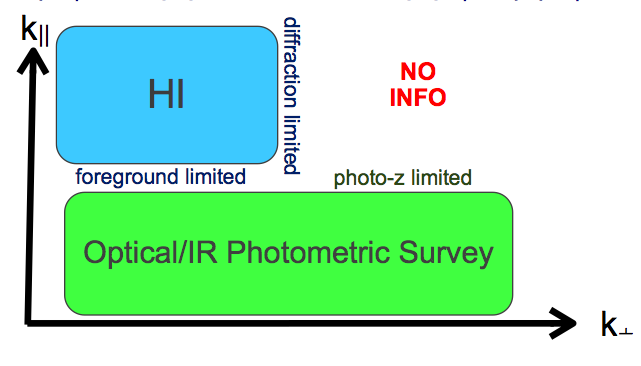 k||
HI
diffraction limited
NO
INFO
foreground limited
photo-z limited
Optical/IR Photometric Survey
k⊥